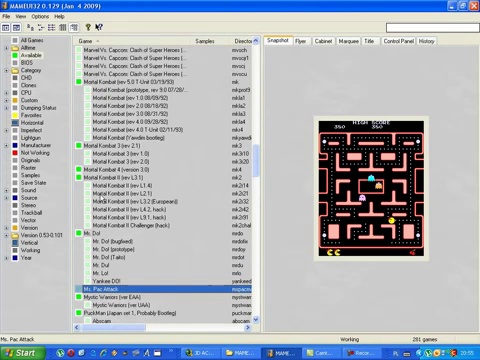 MAMEUI32 0.129 (Jan 4 2009)
File View Options Help
All Games
Alltime
Available
BIOS
Category
CHD
Clones
CPU
Custom
Dumping Status
Favorites
Horizontal
Imperfect
Lightgun
Manufacturer
Not Working
Originals
Raster
Samples
Save State
Sound
Source
Stereo
Trackball
Vector
Version
Version 0.53-0.101
Vertical
Working
Year
Game Samples Director
Marvel Vs. Capcom: Clash of Super Heroes (... mvsch
Marvel Vs. Capcom: Clash of Super Heroes (... mvscjr1
Marvel Vs. Capcom: Clash of Super Heroes (... mvscj
Marvel Vs. Capcom: Clash of Super Heroes (... mvscu
Mortal Kombat (rev 5.0 T-Unit 03/19/93) mk
Mortal Kombat (prototype, rev 9.0 07/28/... mkprot9
Mortal Kombat (rev 1.0 08/09/92) mkla1
Mortal Kombat (rev 2.0 08/18/92) mkla2
Mortal Kombat (rev 3.0 08/31/92) mkla3
Mortal Kombat (rev 4.0 09/28/92) mkla4
Mortal Kombat (rev 4.0 T-Unit 02/11/93) mkr4
Mortal Kombat (Yawdim bootleg) mkyawdim
Mortal Kombat 3 (rev 2.1) mk3
Mortal Kombat 3 (rev 1.0) mk3r10
Mortal Kombat 3 (rev 2.0) mk3r20
Mortal Kombat 4 (version 3.0) mk4
Mortal Kombat II (rev L3.1) mk2
Mortal Kombat II (rev L1.4) mk2r14
Mortal Kombat II (rev L2.1) mk2r21
Mortal Kombat II (rev L3.2 (European)) mk2r32
Mortal Kombat II (rev L4.2, hack) mk2r42
Mortal Kombat II (rev L9.1, hack) mk2r91
Mortal Kombat II Challenger (hack) mk2chal
Mr. Do! mrdo
Mr. Do! (bugfixed) mrdofix
Mr. Do! (prototype) mrdoy
Mr. Do! (Taito) mrdot
Mr. Du! mrdu
Mr. Lo! mrlo
Yankee DO! yankeedo
Ms. Pac Attack mspacmat
Mystic Warriors (ver EAA) mystwarr
Mystic Warriors (ver UAA)
PuckMan (Japan set 1, Probably Bootleg) puckman
Abscam abscam
Snapshot Flyer Cabinet Marquee Title Control Panel History
HIGH SCORE
Ms. Pac Attack Working 281 games
Start 3D AC... MAME... MAME... Recor... PL 20:55